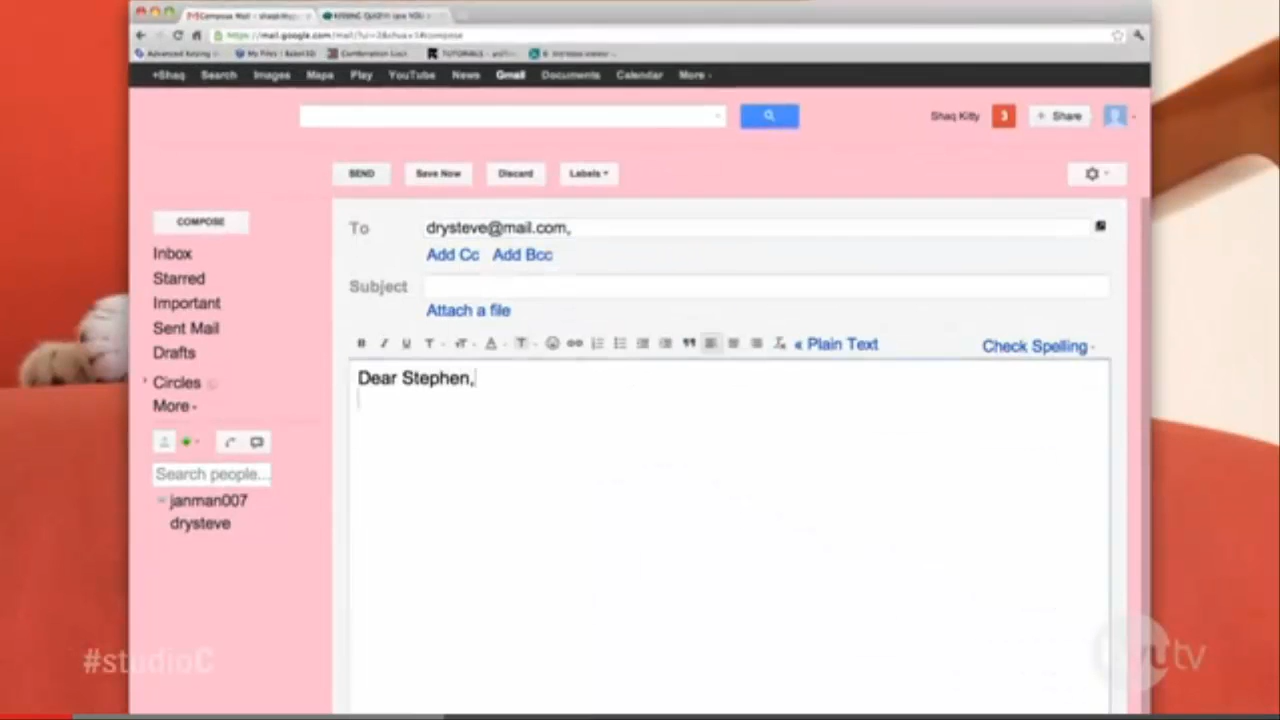 +Shaq Search Images Maps Play YouTube News Gmail Documents Calendar More
Shaq Kitty 3 + Share
SEND Save Now Discard Labels
COMPOSE
Inbox
Starred
Important
Sent Mail
Drafts
Circles
More
Search people...
janman007
drysteve
To drysteve@mail.com,
Add Cc Add Bcc
Subject
Attach a file
B I U T T A T « Plain Text Check Spelling
Dear Stephen,
#studioC
tv